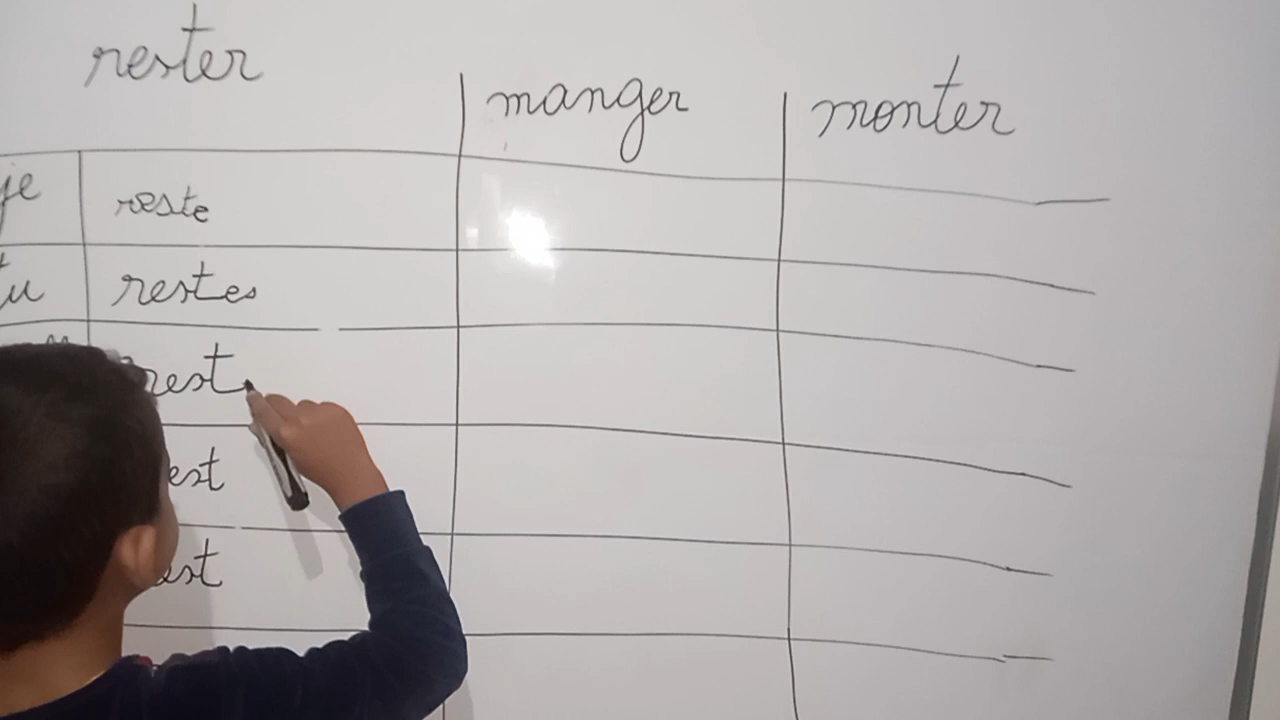 rester manger monter
je reste
tu restes
rest
est
est